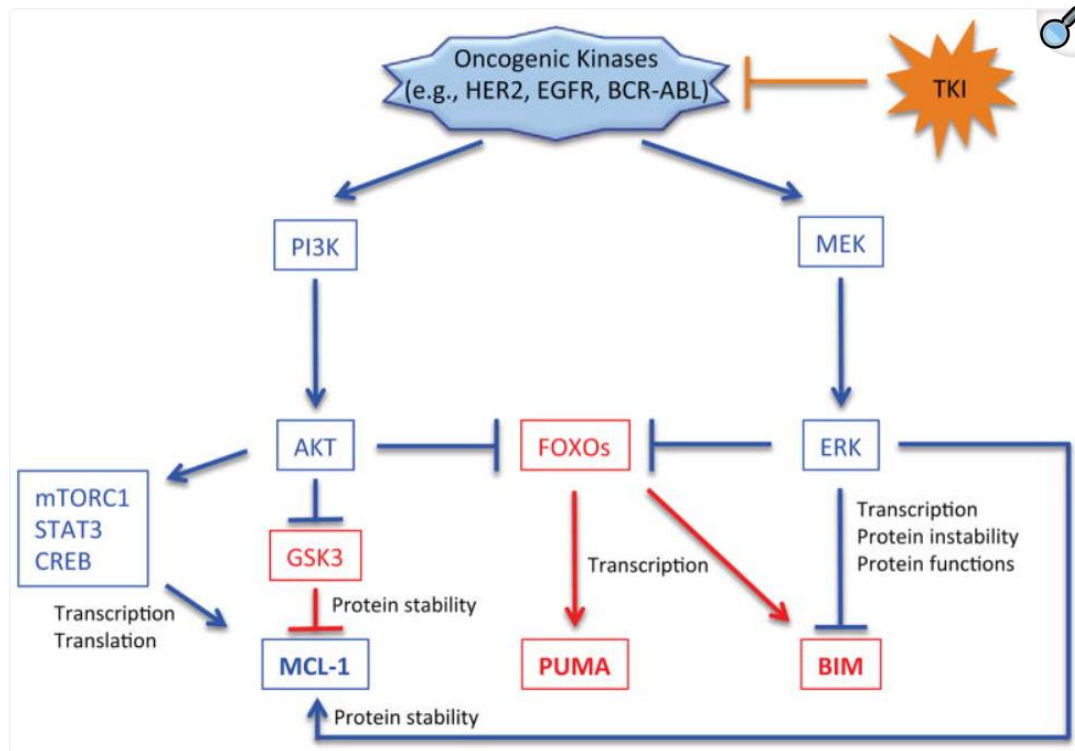 Oncogenic Kinases
(e.g., HER2, EGFR, BCR-ABL)
TKI
PI3K
MEK
AKT
FOXOs
ERK
mTORC1
STAT3
CREB
GSK3
Transcription
Protein instability
Protein functions
Transcription
Protein stability
Transcription
Translation
MCL-1
PUMA
BIM
Protein stability